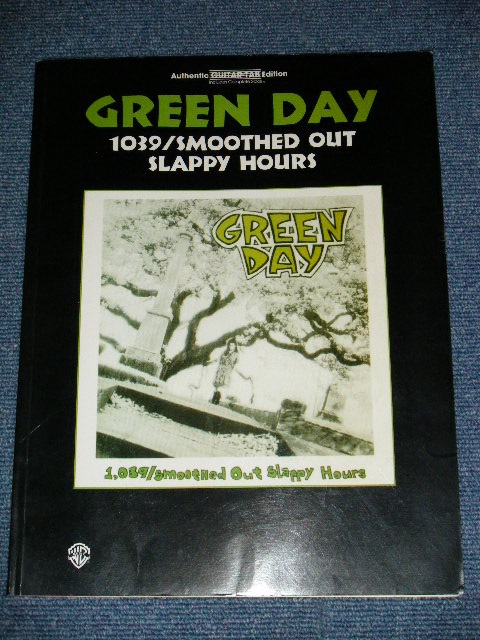 Authentic GUITAR-TAB Edition
GREEN DAY
1039/SMOOTHED OUT
SLAPPY HOURS
GREEN
DAY
1,039/Smoothed Out Slappy Hours